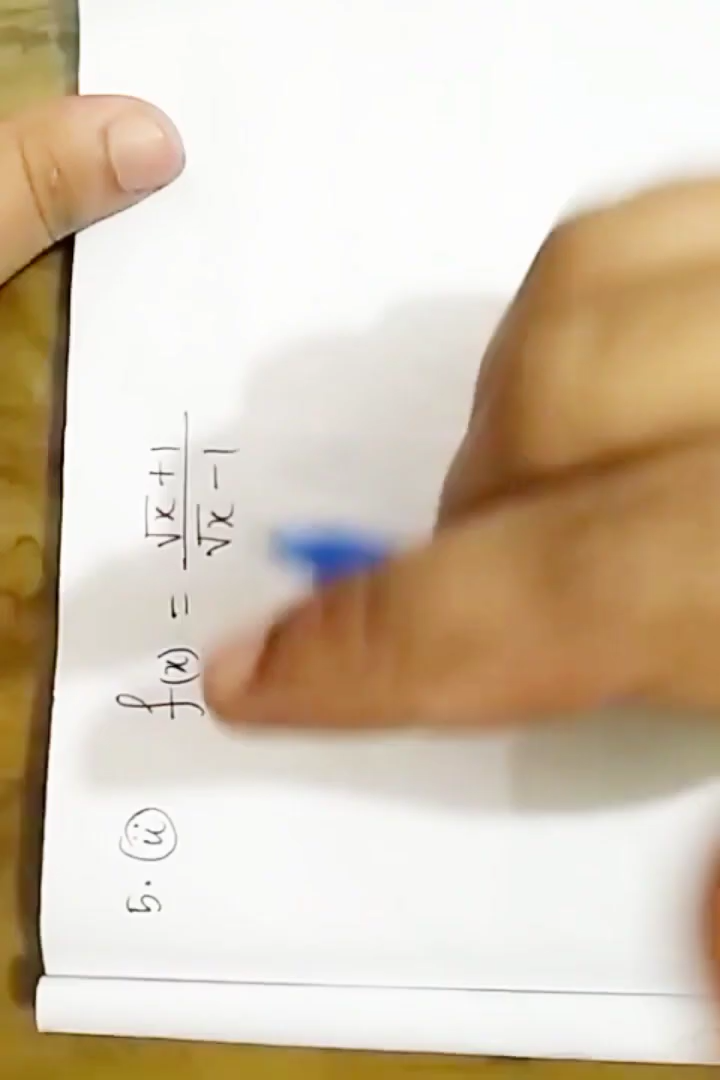 5. (ii) f(x) = √x + 1 / √x - 1